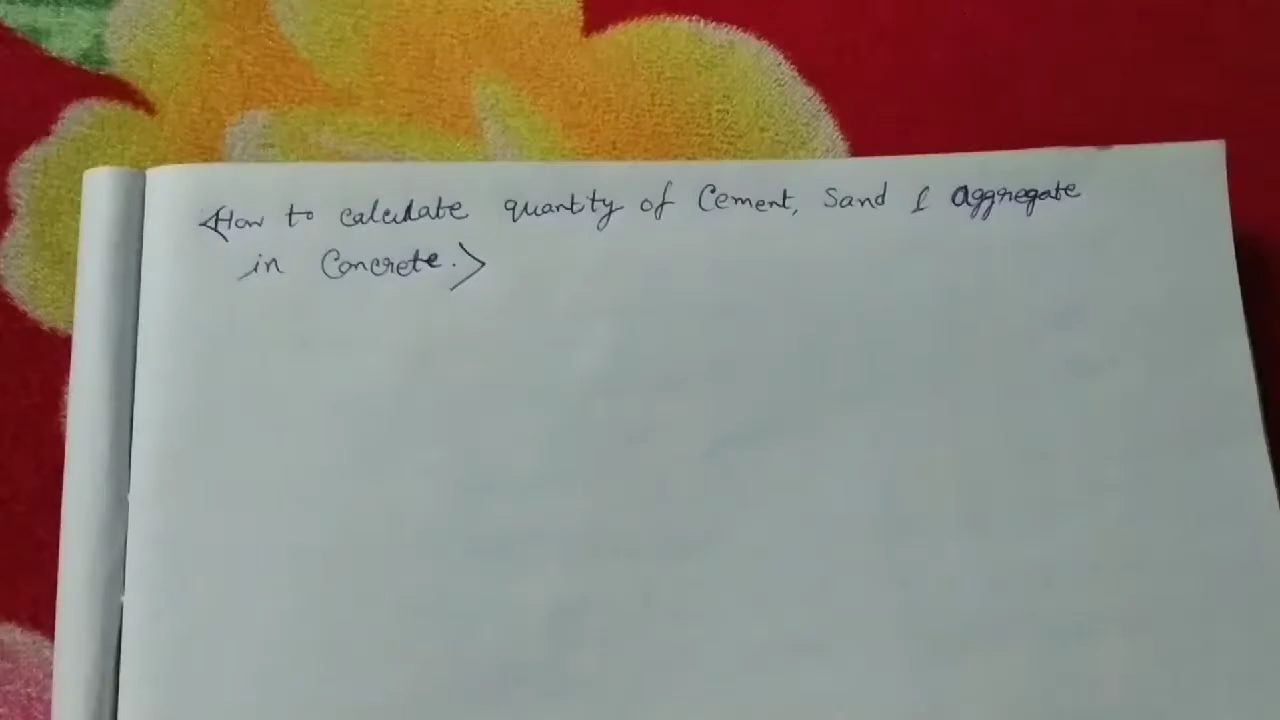 <How to calculate quantity of Cement, Sand & aggregate
in Concrete.>